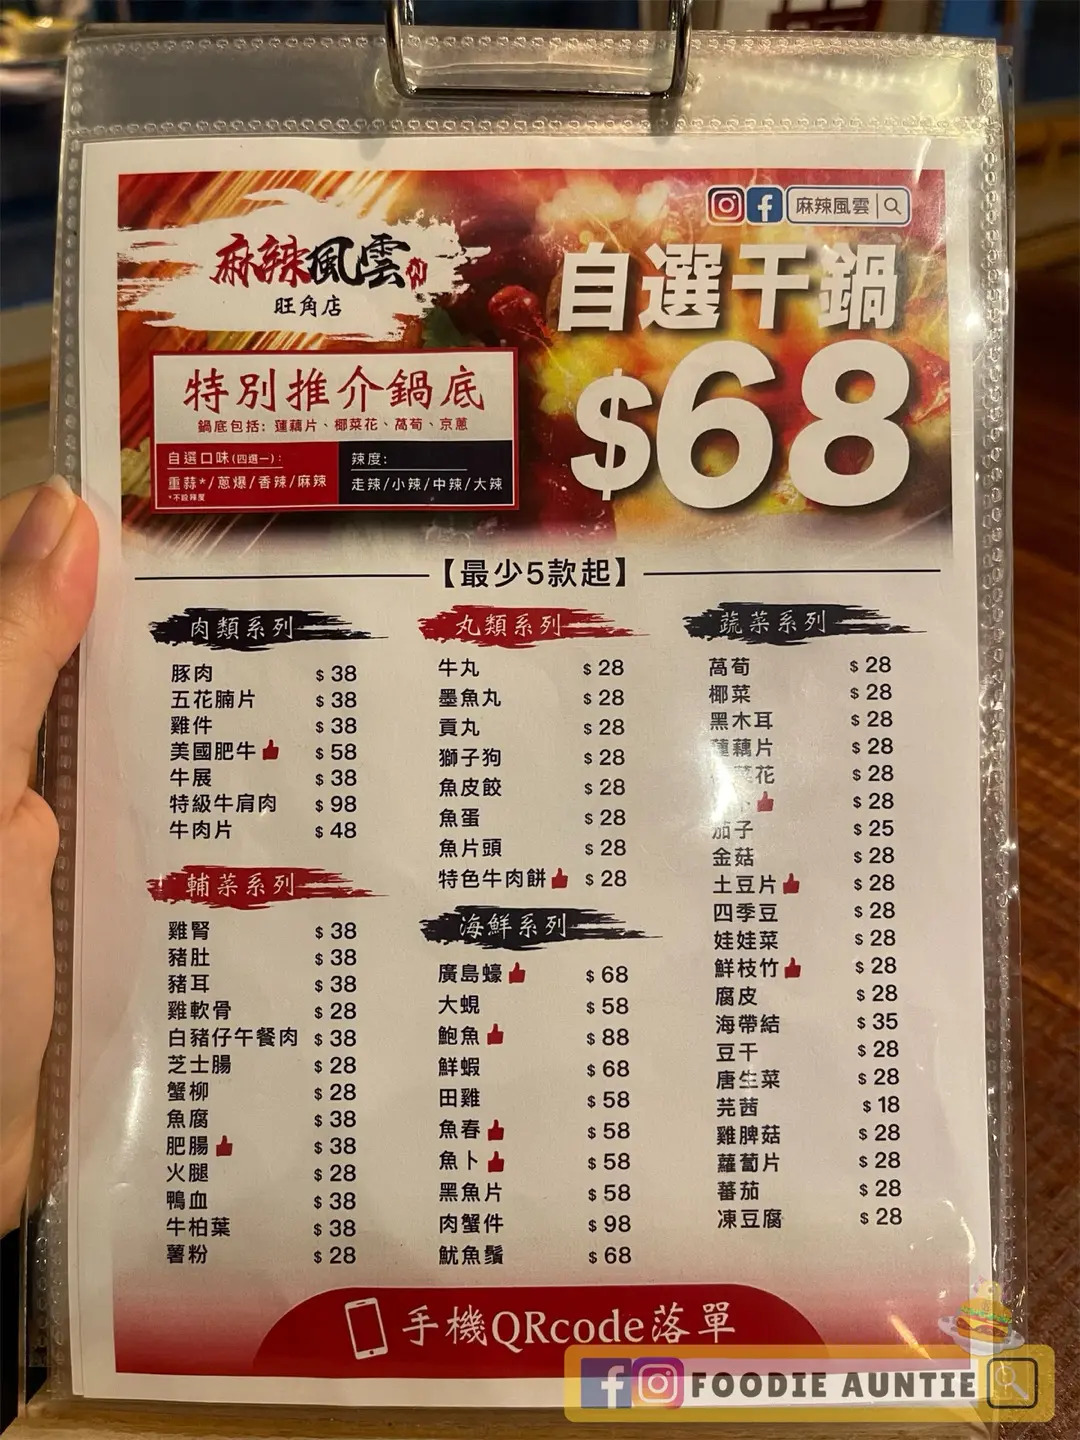 麻辣風雲
麻辣風雲
旺角店
自選干鍋
$68
特別推介鍋底
鍋底包括: 蓮藕片、椰菜花、萵荀、京蔥
自選口味(四選一):
重蒜*/蔥爆/香辣/麻辣
*不設辣度
辣度:
走辣/小辣/中辣/大辣
【最少5款起】
肉類系列
豚肉 $ 38
五花腩片 $ 38
雞件 $ 38
美國肥牛 $ 58
牛展 $ 38
特級牛肩肉 $ 98
牛肉片 $ 48
輔菜系列
雞腎 $ 38
豬肚 $ 38
豬耳 $ 38
雞軟骨 $ 28
白豬仔午餐肉 $ 38
芝士腸 $ 28
蟹柳 $ 28
魚腐 $ 38
肥腸 $ 38
火腿 $ 28
鴨血 $ 38
牛柏葉 $ 38
薯粉 $ 28
丸類系列
牛丸 $ 28
墨魚丸 $ 28
貢丸 $ 28
獅子狗 $ 28
魚皮餃 $ 28
魚蛋 $ 28
魚片頭 $ 28
特色牛肉餅 $ 28
海鮮系列
廣島蠔 $ 68
大蜆 $ 58
鮑魚 $ 88
鮮蝦 $ 68
田雞 $ 58
魚春 $ 58
魚卜 $ 58
黑魚片 $ 58
肉蟹件 $ 98
魷魚鬚 $ 68
蔬菜系列
萵荀 $ 28
椰菜 $ 28
黑木耳 $ 28
蓮藕片 $ 28
菜花 $ 28
$ 28
茄子 $ 25
金菇 $ 28
土豆片 $ 28
四季豆 $ 28
娃娃菜 $ 28
鮮枝竹 $ 28
腐皮 $ 28
海帶結 $ 35
豆干 $ 28
唐生菜 $ 28
芫茜 $ 18
雞脾菇 $ 28
蘿蔔片 $ 28
蕃茄 $ 28
凍豆腐 $ 28
手機QRcode落單
FOODIE AUNTIE